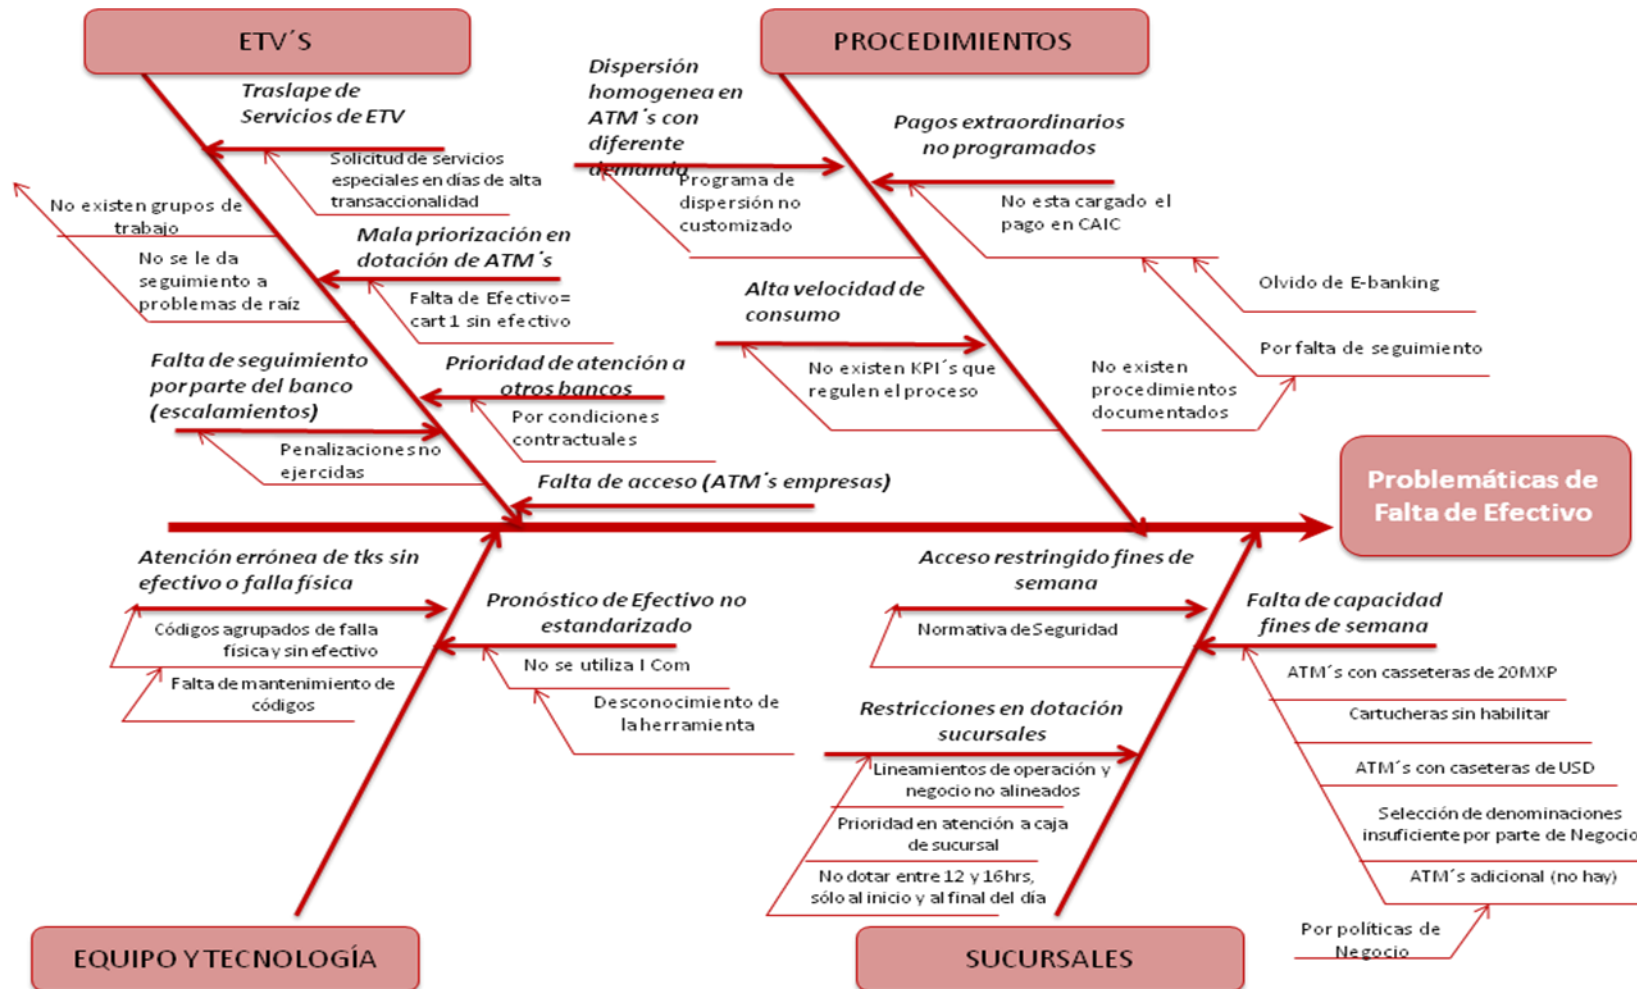 ETV´S
Traslape de
Servicios de ETV
Solicitud de servicios
especiales en días de alta
transaccionalidad
No existen grupos de
trabajo
Mala priorización en
dotación de ATM´s
No se le da
seguimiento a
problemas de raíz
Falta de Efectivo=
cart 1 sin efectivo
Falta de seguimiento
por parte del banco
(escalamientos)
Prioridad de atención a
otros bancos
Por condiciones
contractuales
Penalizaciones no
ejercidas
Falta de acceso (ATM´s empresas)
PROCEDIMIENTOS
Dispersión
homogenea en
ATM´s con
diferente
demanda
Programa de
dispersión no
customizado
Pagos extraordinarios
no programados
No esta cargado el
pago en CAIC
Olvido de E-banking
Por falta de seguimiento
No existen
procedimientos
documentados
Alta velocidad de
consumo
No existen KPI´s que
regulen el proceso
Problemáticas de
Falta de Efectivo
Atención errónea de tks sin
efectivo o falla física
Códigos agrupados de falla
física y sin efectivo
Falta de mantenimiento de
códigos
Pronóstico de Efectivo no
estandarizado
No se utiliza I Com
Desconocimiento de
la herramienta
EQUIPO Y TECNOLOGÍA
Acceso restringido fines de
semana
Normativa de Seguridad
Falta de capacidad
fines de semana
ATM´s con casseteras de 20MXP
Cartucheras sin habilitar
ATM´s con caseteras de USD
Selección de denominaciones
insuficiente por parte de Negocio
ATM´s adicional (no hay)
Por políticas de
Negocio
Restricciones en dotación
sucursales
Lineamientos de operación y
negocio no alineados
Prioridad en atención a caja
de sucursal
No dotar entre 12 y 16hrs,
sólo al inicio y al final del día
SUCURSALES